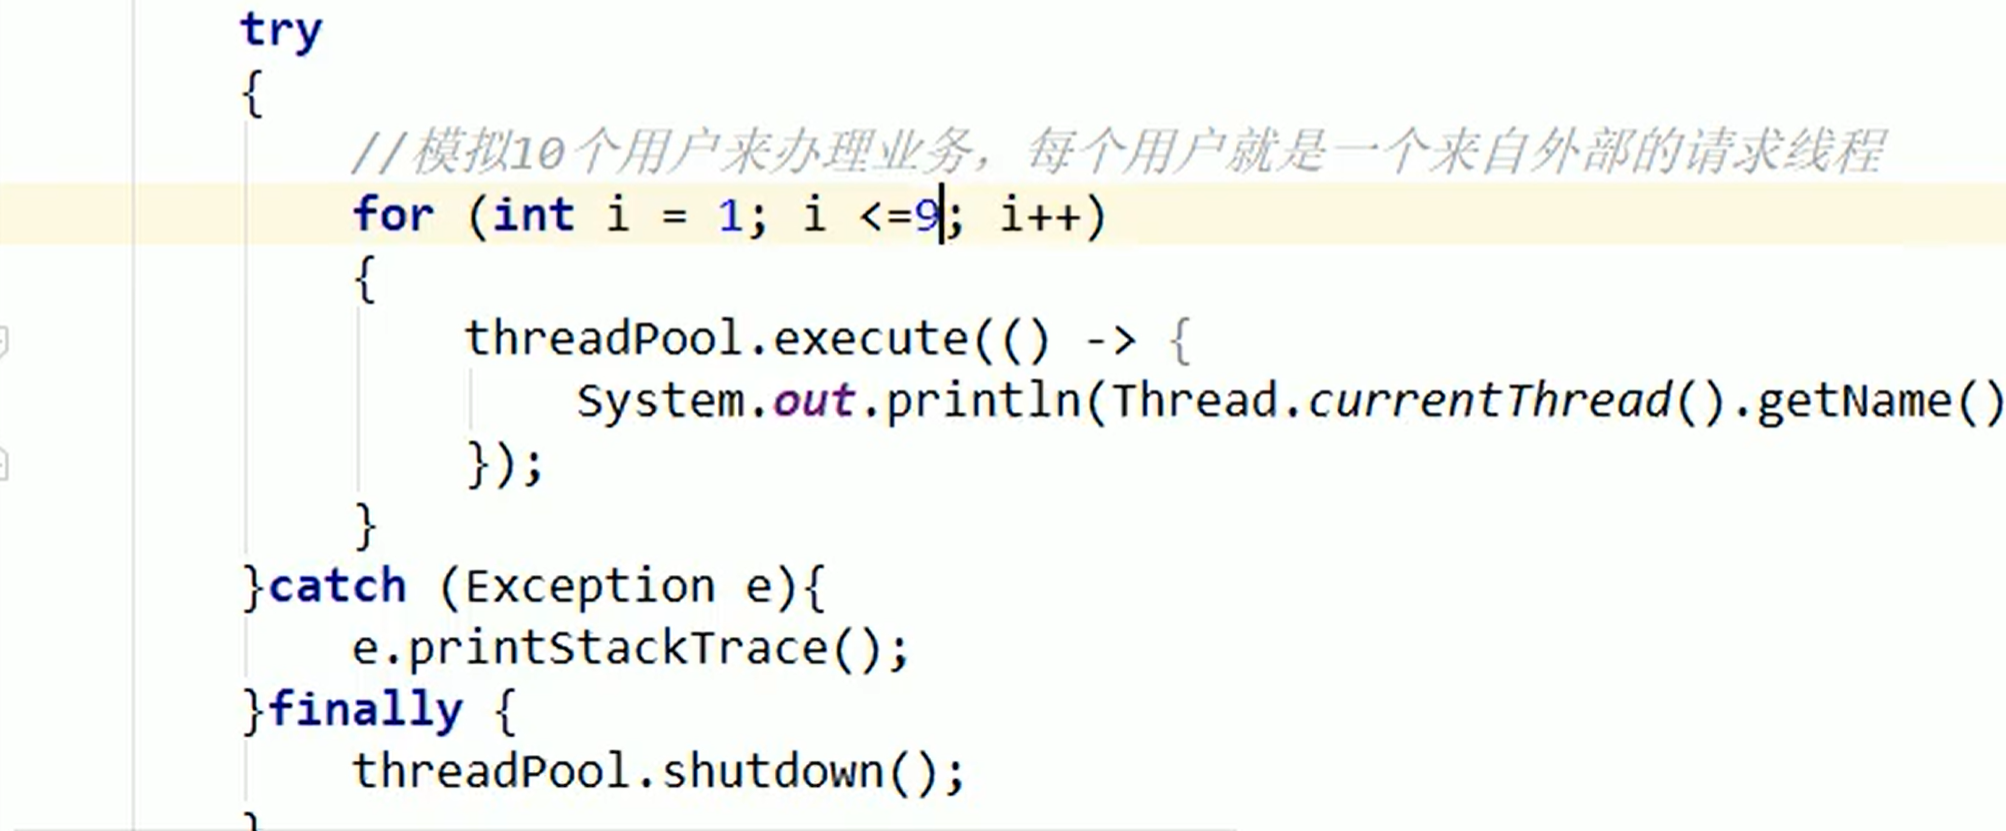 try
{
//模拟10个用户来办理业务，每个用户就是一个来自外部的请求线程
for (int i = 1; i <=9; i++)
{
threadPool.execute(() -> {
System.out.println(Thread.currentThread().getName()
});
}
}catch (Exception e){
e.printStackTrace();
}finally {
threadPool.shutdown();
}